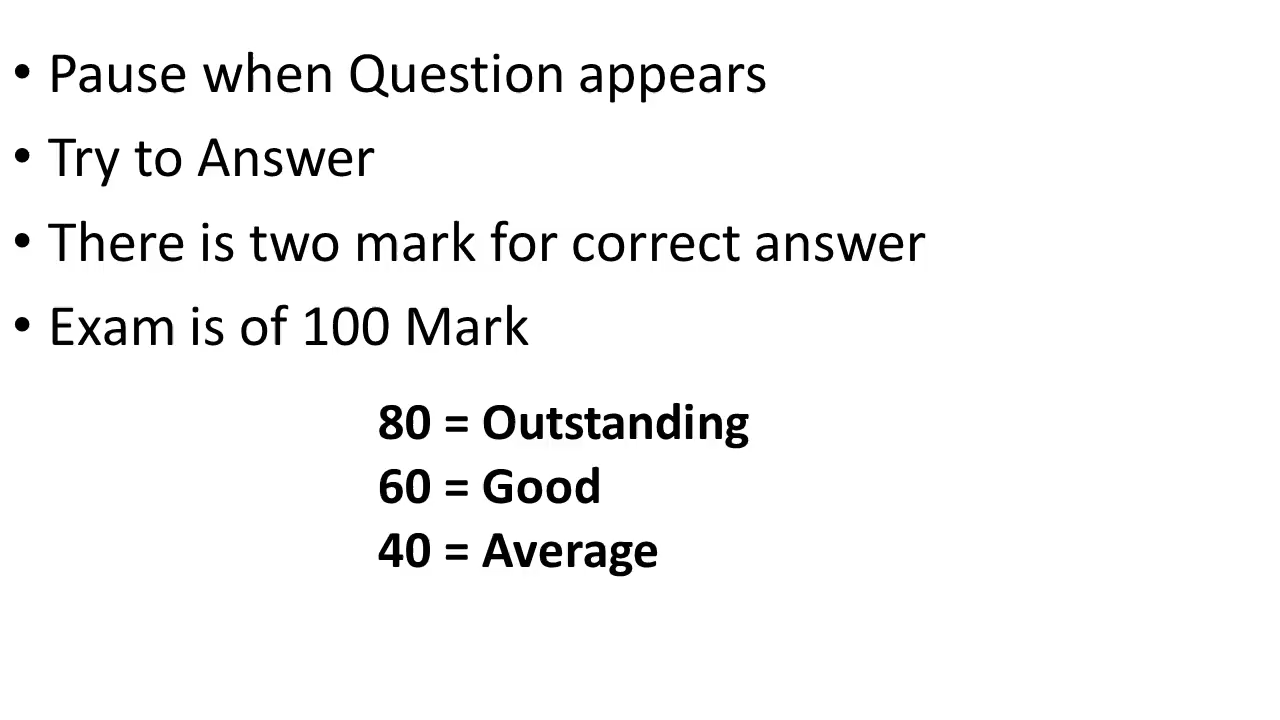 • Pause when Question appears
• Try to Answer
• There is two mark for correct answer
• Exam is of 100 Mark
80 = Outstanding
60 = Good
40 = Average